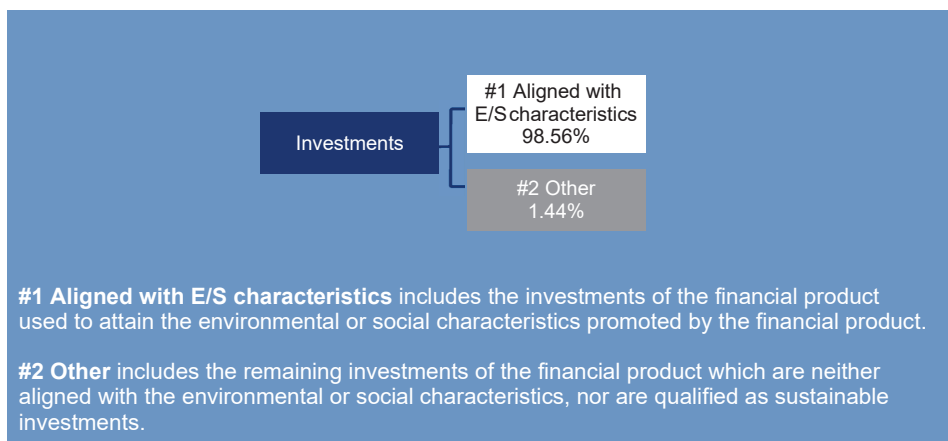 #1 Aligned with
E/S characteristics
98.56%
Investments
#2 Other
1.44%
#1 Aligned with E/S characteristics includes the investments of the financial product
used to attain the environmental or social characteristics promoted by the financial product.
#2 Other includes the remaining investments of the financial product which are neither
aligned with the environmental or social characteristics, nor are qualified as sustainable
investments.